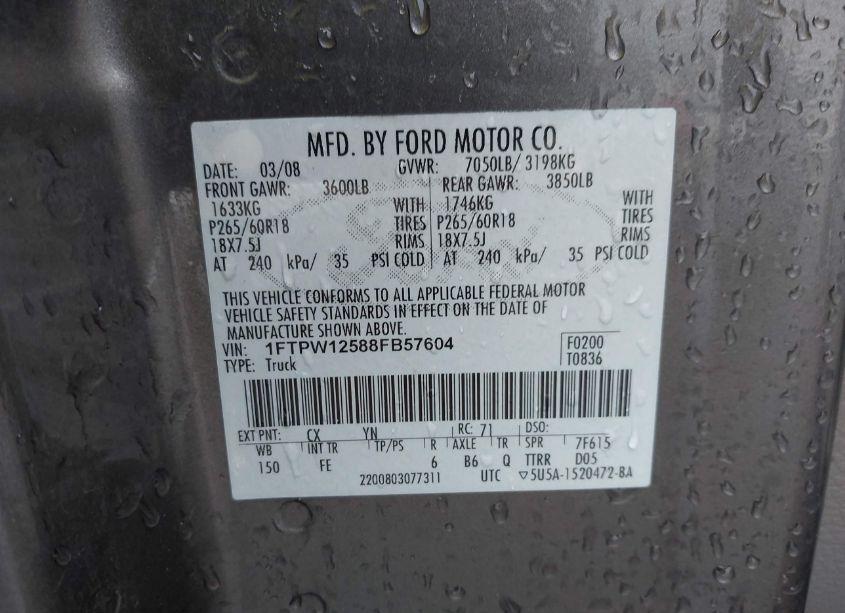 MFD. BY FORD MOTOR CO.
DATE: 03/08 GVWR: 7050LB/ 3198KG
FRONT GAWR: 3600LB REAR GAWR: 3850LB
1633KG WITH 1746KG WITH
P265/60R18 TIRES P265/60R18 TIRES
18X7.5J RIMS 18X7.5J RIMS
AT 240 kPa/ 35 PSI COLD AT 240 kPa/ 35 PSI COLD
THIS VEHICLE CONFORMS TO ALL APPLICABLE FEDERAL MOTOR
VEHICLE SAFETY STANDARDS IN EFFECT ON THE DATE OF
MANUFACTURE SHOWN ABOVE.
VIN: 1FTPW12588FB57604 F0200
TYPE: Truck T0836
EXT PNT: CX YN RC: 71 DSO:
WB INT TR TP/PS R AXLE TR SPR 7F615
150 FE 6 B6 Q TTRR D05
2200803077311 UTC ▽5U5A-1520472-BA